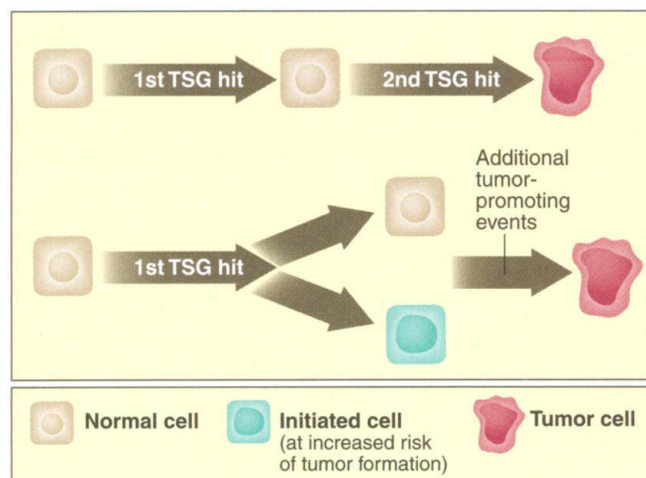 1st TSG hit
2nd TSG hit
Additional
tumor-
promoting
events
1st TSG hit
Normal cell
Initiated cell
(at increased risk
of tumor formation)
Tumor cell